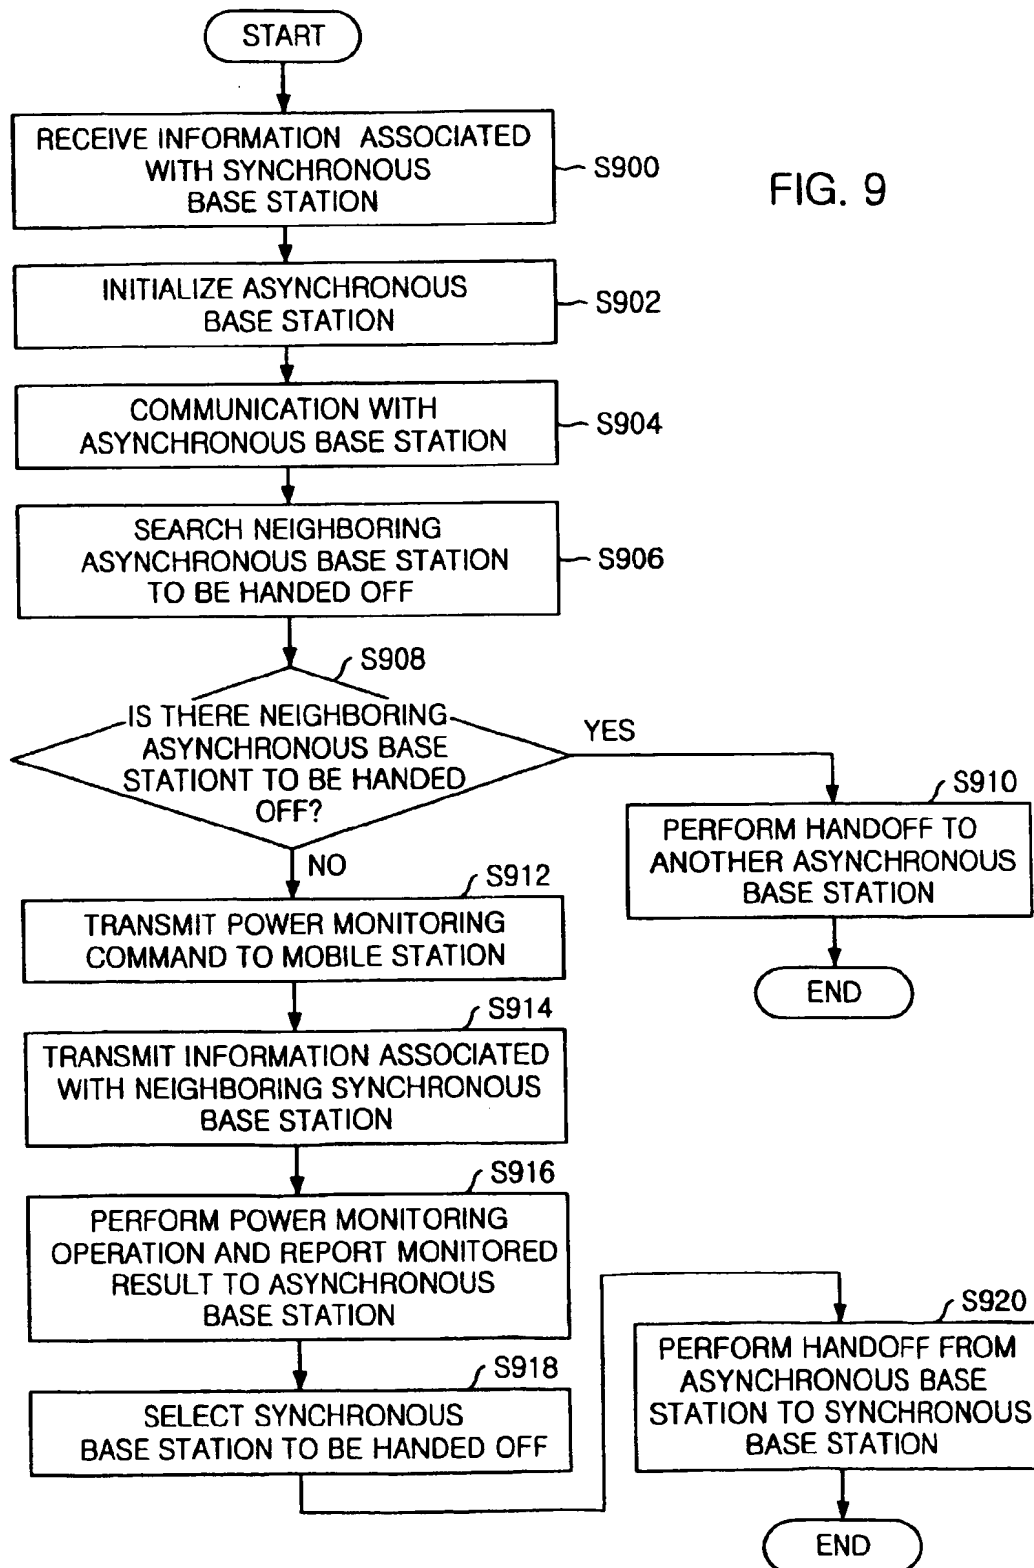 START
RECEIVE INFORMATION ASSOCIATED
WITH SYNCHRONOUS
BASE STATION
S900
FIG. 9
INITIALIZE ASYNCHRONOUS
BASE STATION
S902
COMMUNICATION WITH
ASYNCHRONOUS BASE STATION
S904
SEARCH NEIGHBORING
ASYNCHRONOUS BASE STATION
TO BE HANDED OFF
S906
S908
IS THERE NEIGHBORING
ASYNCHRONOUS BASE
STATIONT TO BE HANDED
OFF?
YES
S910
PERFORM HANDOFF TO
ANOTHER ASYNCHRONOUS
BASE STATION
END
NO
S912
TRANSMIT POWER MONITORING
COMMAND TO MOBILE STATION
S914
TRANSMIT INFORMATION ASSOCIATED
WITH NEIGHBORING SYNCHRONOUS
BASE STATION
S916
PERFORM POWER MONITORING
OPERATION AND REPORT MONITORED
RESULT TO ASYNCHRONOUS
BASE STATION
S918
SELECT SYNCHRONOUS
BASE STATION TO BE HANDED OFF
S920
PERFORM HANDOFF FROM
ASYNCHRONOUS BASE
STATION TO SYNCHRONOUS
BASE STATION
END